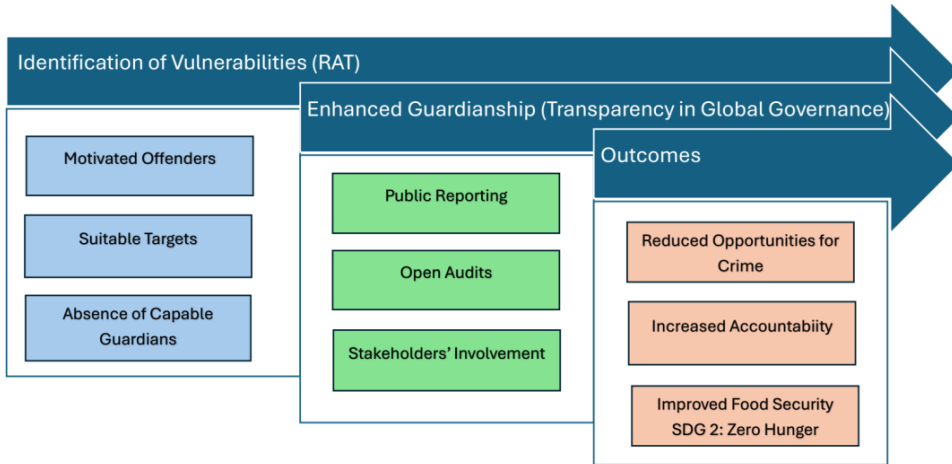 Identification of Vulnerabilities (RAT)
Enhanced Guardianship (Transparency in Global Governance)
Outcomes
Motivated Offenders
Suitable Targets
Absence of Capable
Guardians
Public Reporting
Open Audits
Stakeholders’ Involvement
Reduced Opportunities for
Crime
Increased Accountabiity
Improved Food Security
SDG 2: Zero Hunger